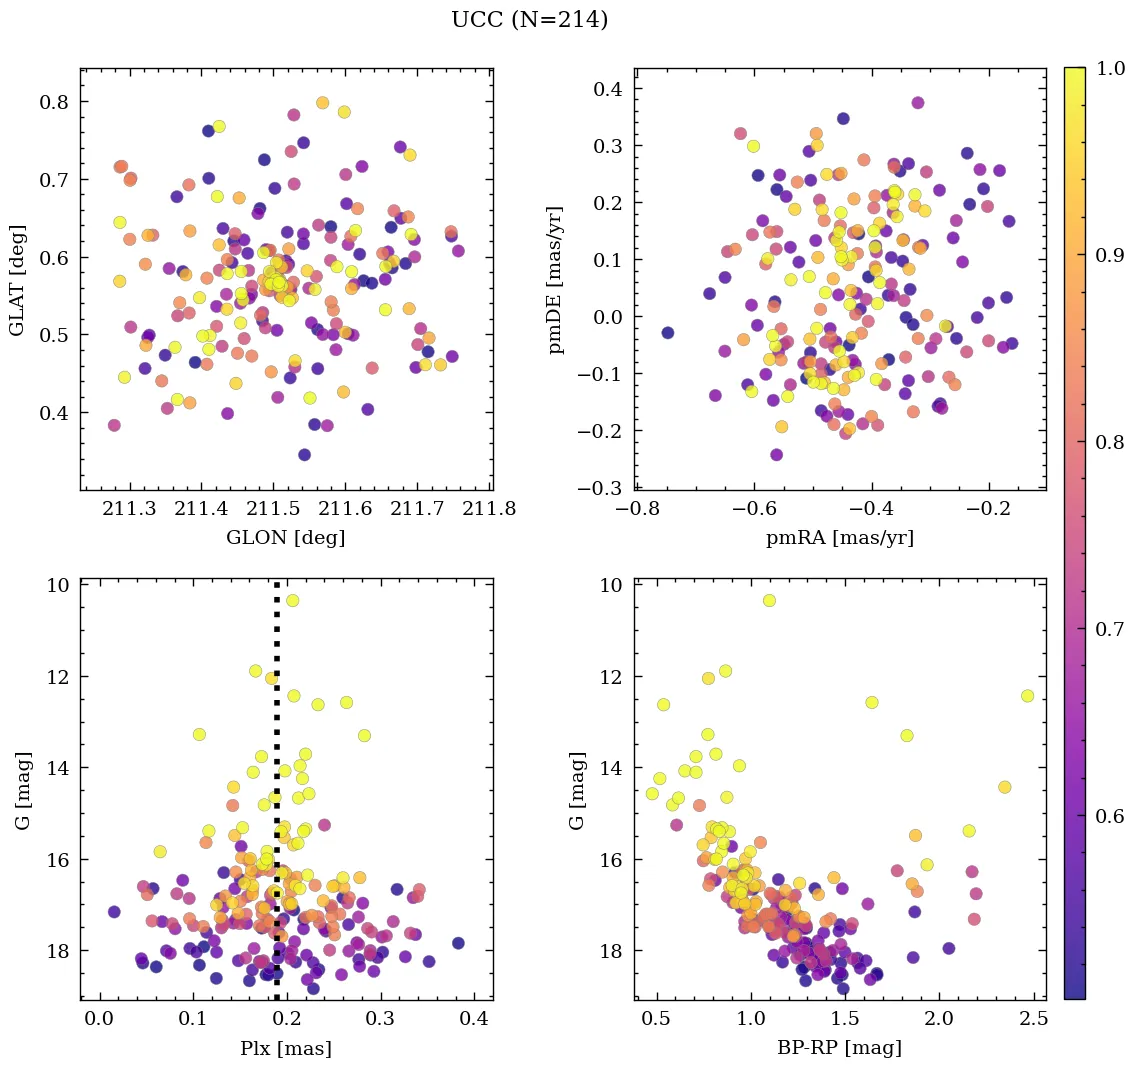 UCC (N=214)
0.8
0.7
0.6
0.5
0.4
GLAT [deg]
211.3 211.4 211.5 211.6 211.7 211.8
GLON [deg]
0.4
0.3
0.2
0.1
0.0
−0.1
−0.2
−0.3
pmDE [mas/yr]
−0.8 −0.6 −0.4 −0.2
pmRA [mas/yr]
1.0
0.9
0.8
0.7
0.6
10
12
14
16
18
G [mag]
0.0 0.1 0.2 0.3 0.4
Plx [mas]
10
12
14
16
18
G [mag]
0.5 1.0 1.5 2.0 2.5
BP-RP [mag]